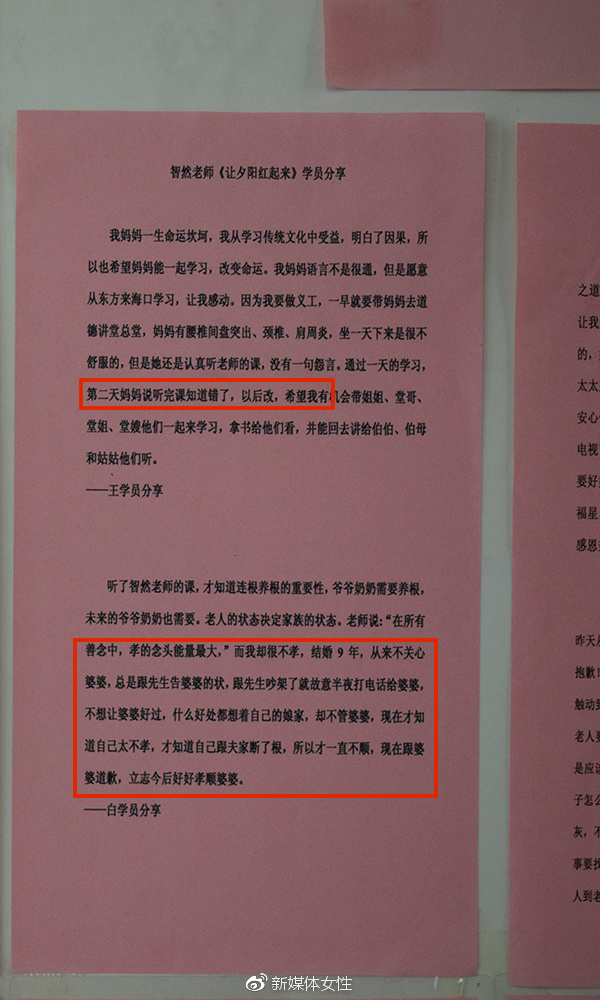 智然老师《让夕阳红起来》学员分享
我妈妈一生命运坎坷，我从学习传统文化中受益，明白了因果，所
以也希望妈妈能一起学习，改变命运。我妈妈语言不是很通，但是愿意
从东方来海口学习，让我感动。因为我要做义工，一早就要带妈妈去道
德讲堂总堂，妈妈有腰椎间盘突出、颈椎、肩周炎，坐一天下来是很不
舒服的，但是她还是认真听老师的课，没有一句怨言。通过一天的学习，
第二天妈妈说听完课知道错了，以后改，希望我有机会带姐姐、堂哥、
堂姐、堂嫂他们一起来学习，拿书给他们看，并能回去讲给伯伯、伯母
和姑姑他们听。
——王学员分享
听了智然老师的课，才知道连根养根的重要性，爷爷奶奶需要养根，
未来的爷爷奶奶也需要。老人的状态决定家族的状态。老师说：“在所有
善念中，孝的念头能量最大，”而我却很不孝，结婚 9 年，从来不关心
婆婆，总是跟先生告婆婆的状，跟先生吵架了就故意半夜打电话给婆婆，
不想让婆婆好过，什么好处都想着自己的娘家，却不管婆婆，现在才知
道自己太不孝，才知道自己跟夫家断了根，所以才一直不顺，现在跟婆
婆道歉，立志今后好好孝顺婆婆。
——白学员分享
之道
让我
的，
太太
安心
电视
要好
福星
感恩
昨天
抱歉！
触动到
老人要
是应该
子怎么
灰，不
事要找
人到老
新媒体女性